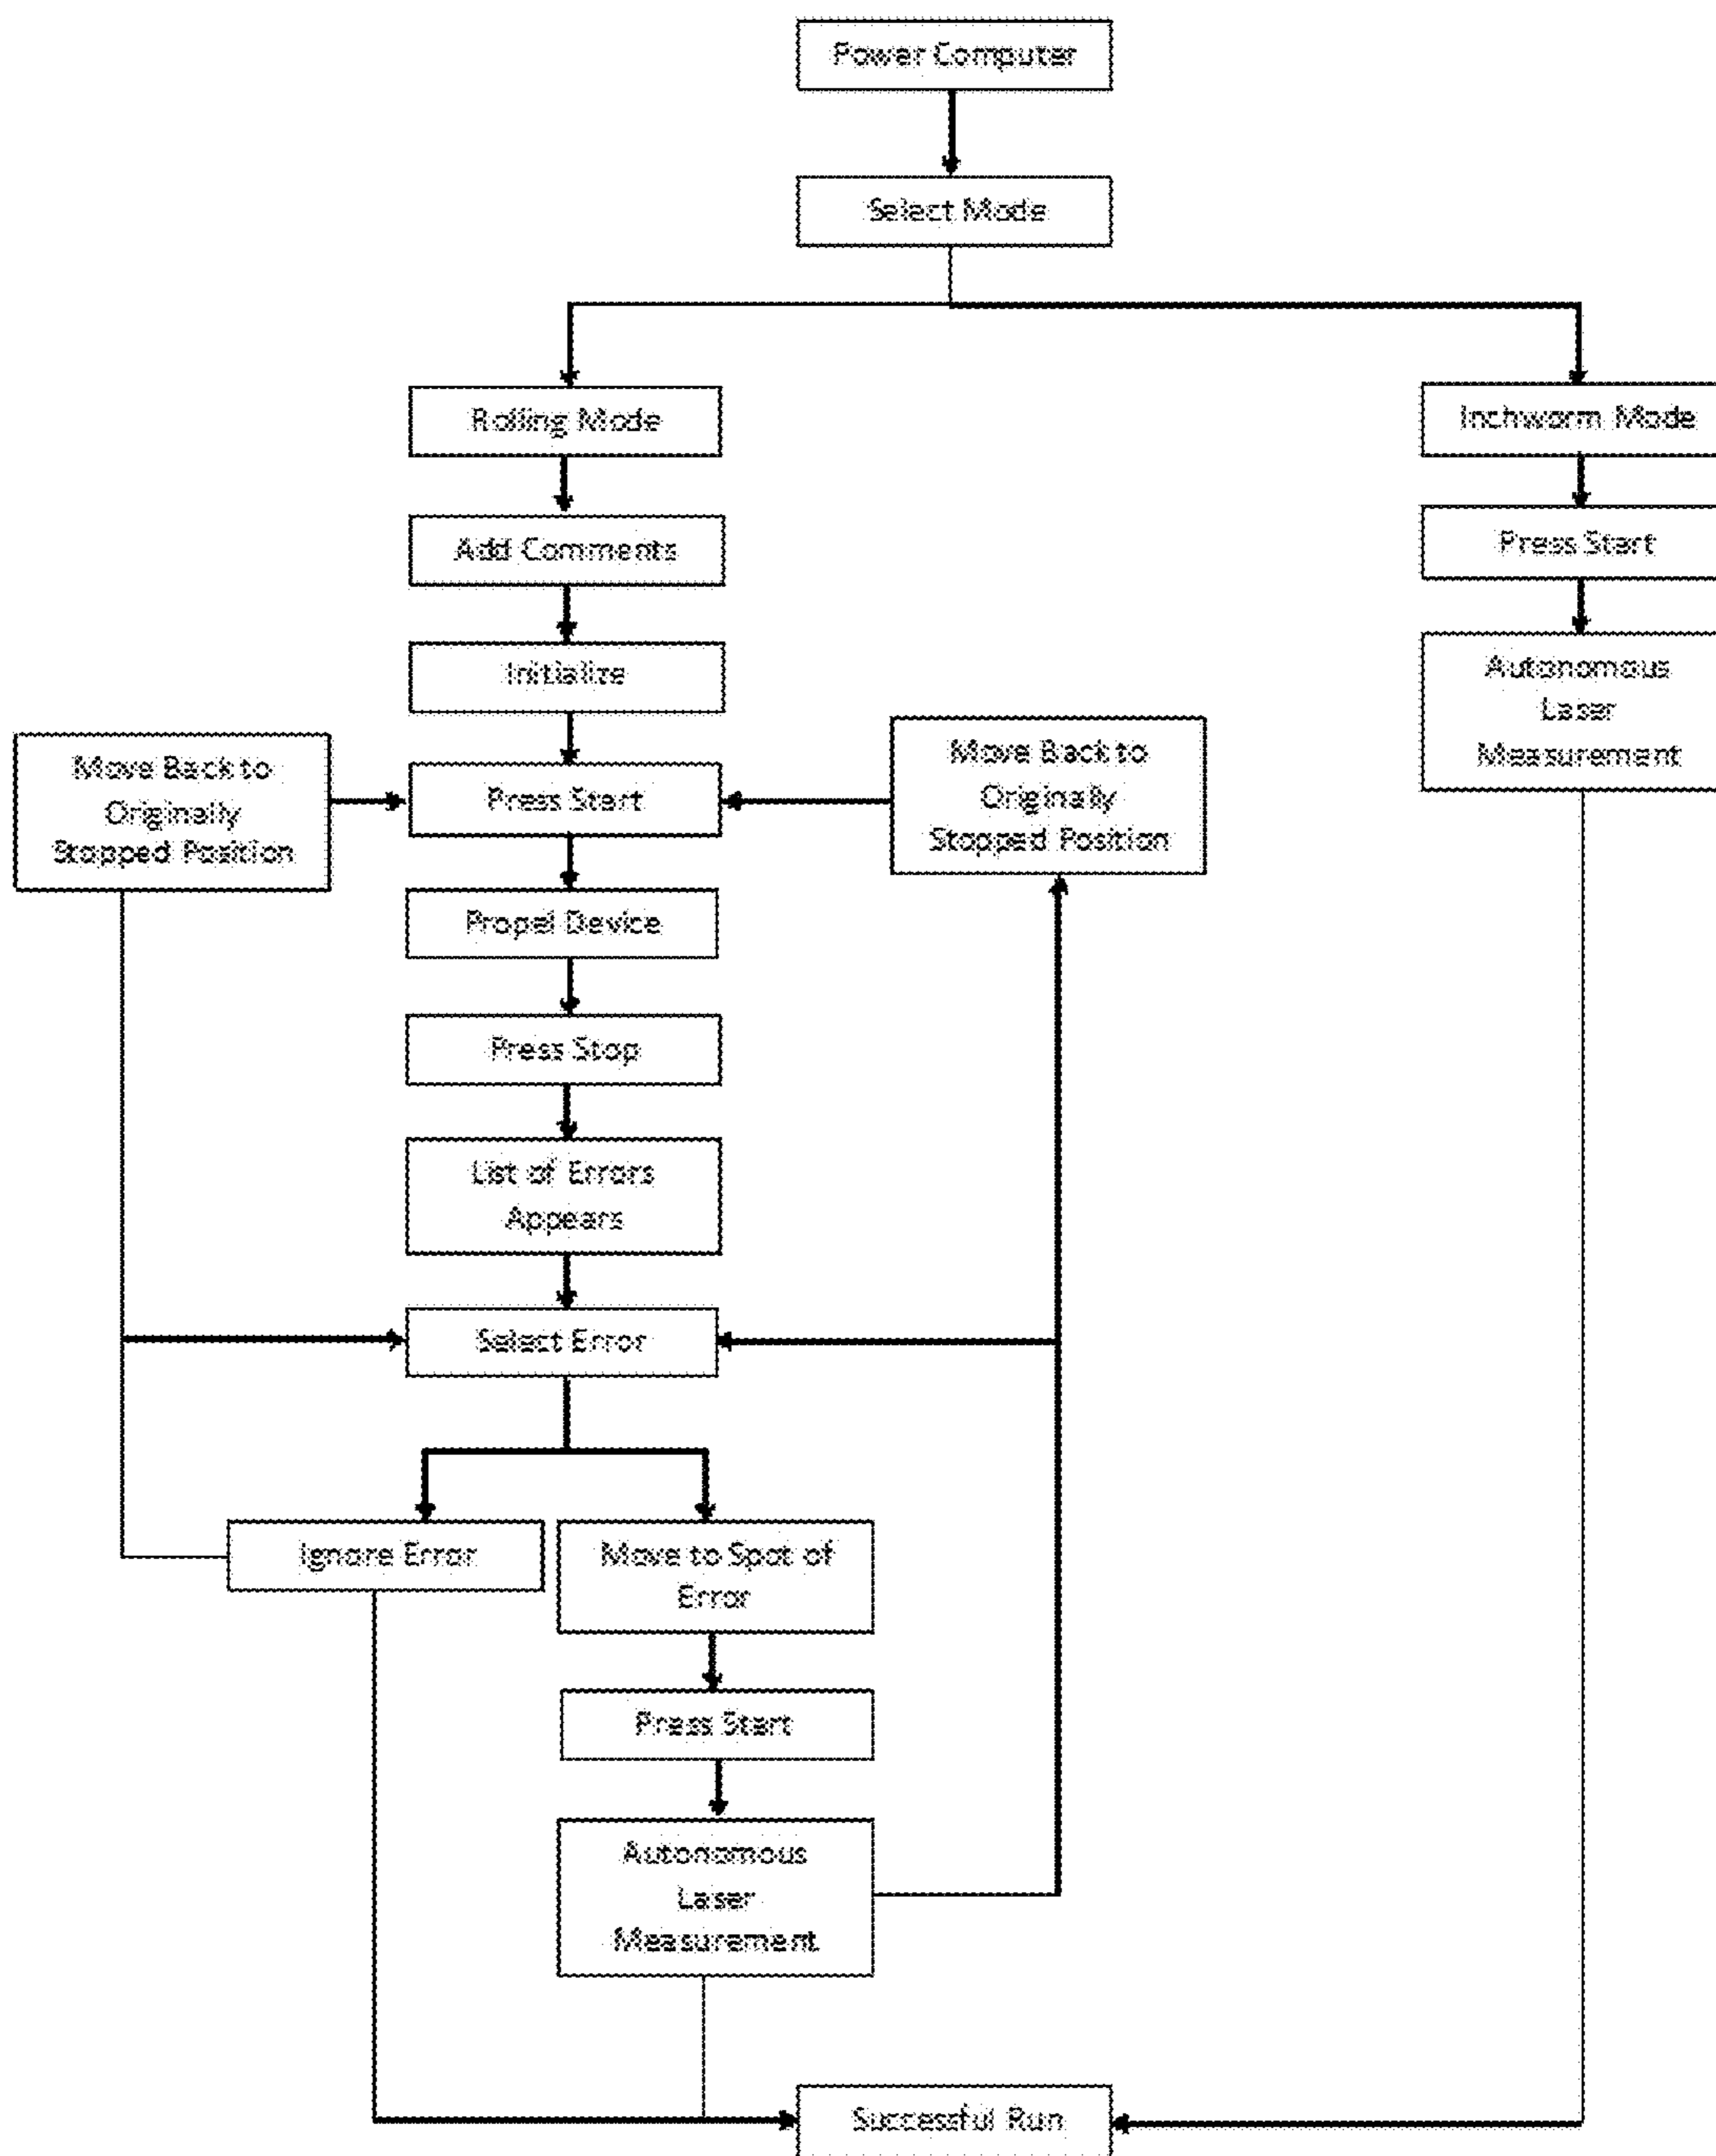 Power Computer
Select Mode
Rolling Mode
Inchworm Mode
Add Comments
Press Start
Initialize
Autonomous
Laser
Measurement
Move Back to
Originally
Stopped Position
Press Start
Move Back to
Originally
Stopped Position
Propel Device
Press Stop
List of Errors
Appears
Select Error
Ignore Error
Move to Spot of
Error
Press Start
Autonomous
Laser
Measurement
Successful Run